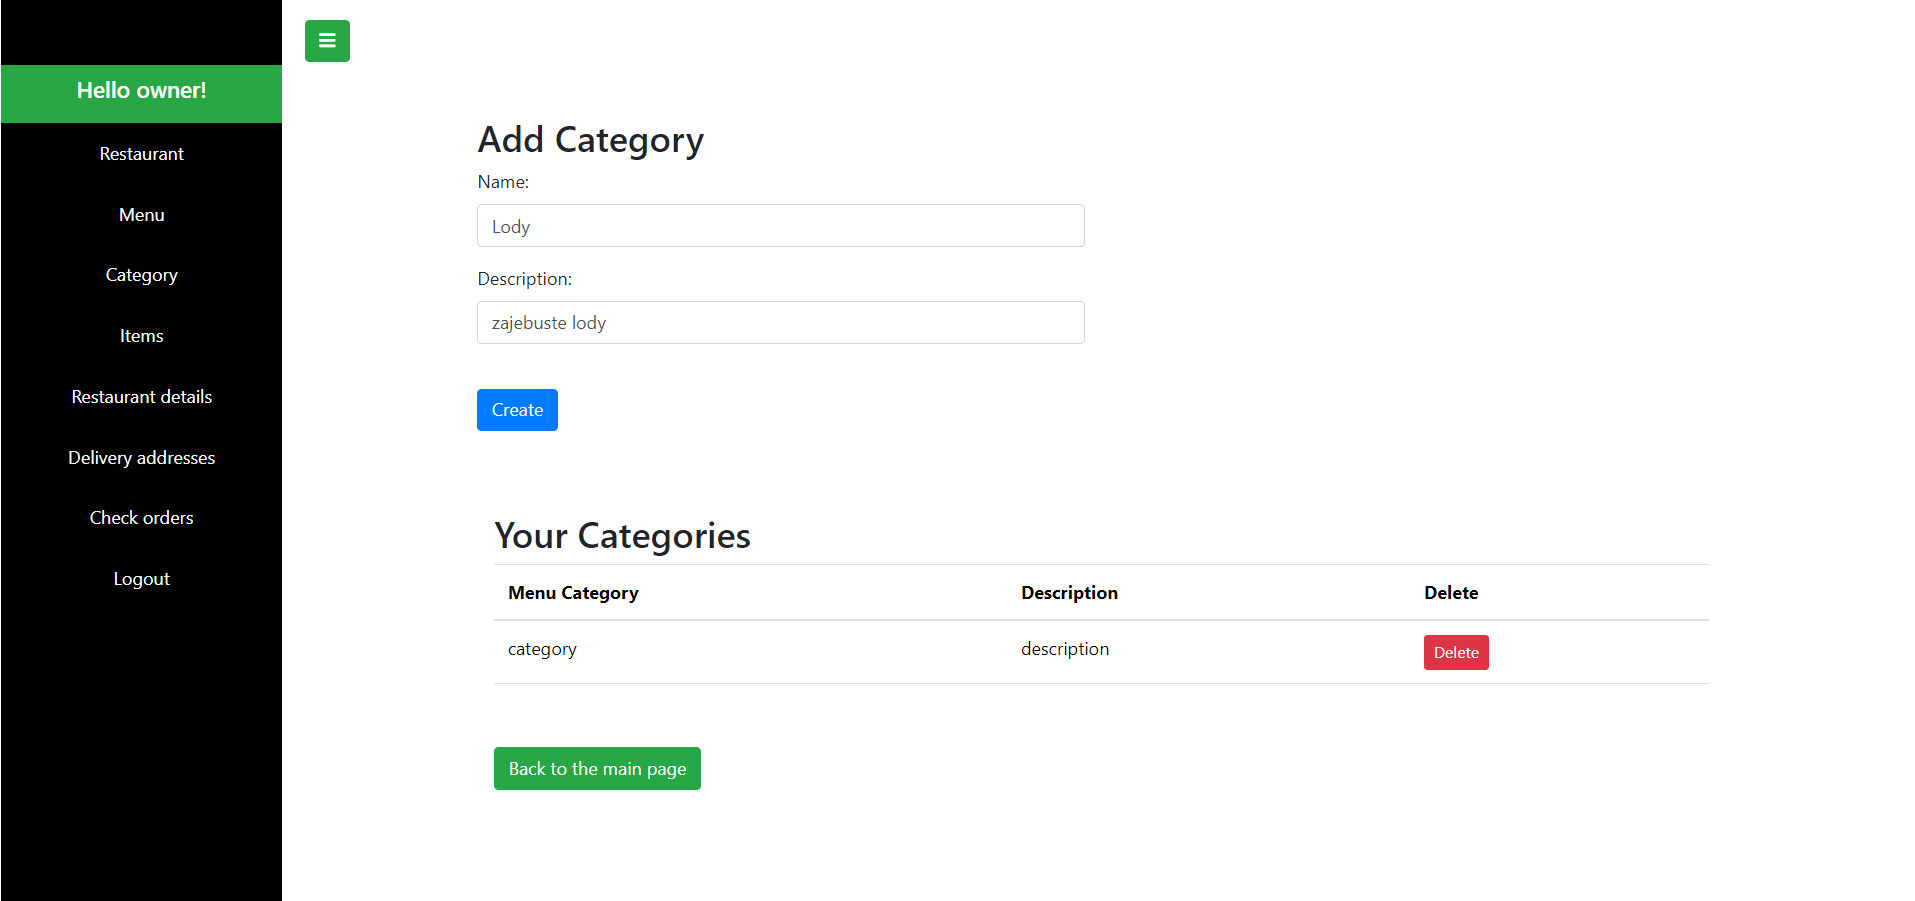 Hello owner!
Restaurant
Menu
Category
Items
Restaurant details
Delivery addresses
Check orders
Logout
Add Category
Name:
Lody
Description:
zajebuste lody
Create
Your Categories
Menu Category Description Delete
category description Delete
Back to the main page